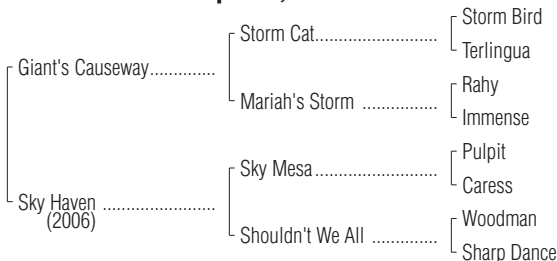 Storm Bird
Storm Cat..................
Terlingua
Giant's Causeway..............
Rahy
Mariah's Storm ................
Immense
Pulpit
Sky Mesa..................
Caress
Sky Haven ........................
(2006)
Woodman
Shouldn't We All ..............
Sharp Dance